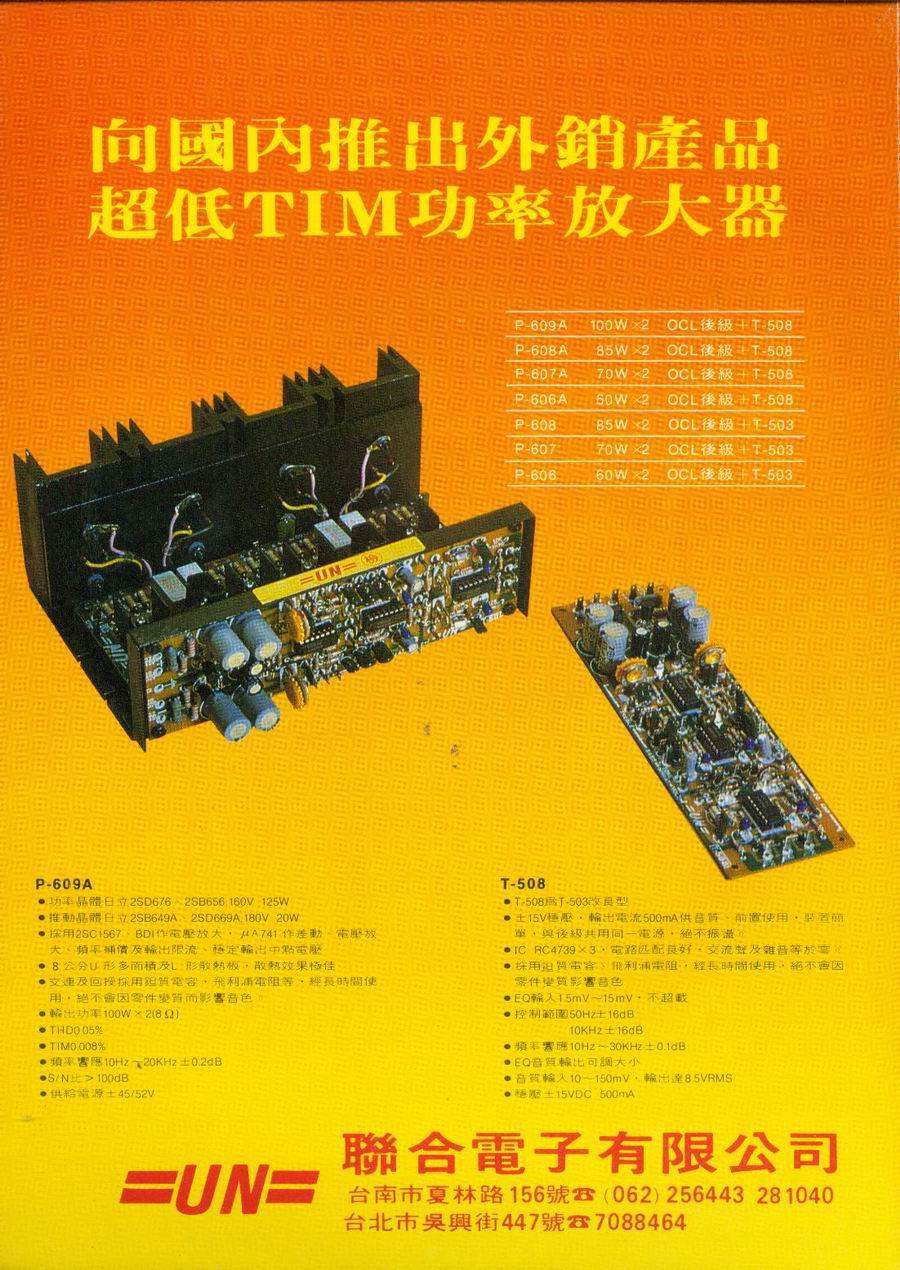 向國內推出外銷產品
超低TIM功率放大器
P-609A 100W×2 OCL後級+T-508
P-608A 85W×2 OCL後級+T-508
P-607A 70W×2 OCL後級+T-508
P-606A 50W×2 OCL後級+T-508
P-608 85W×2 OCL後級+T-503
P-607 70W×2 OCL後級+T-503
P-606 60W×2 OCL後級+T-503
=UN=
P-609A
●功率晶體日立2SD676、2SB656,160V 125W
●推動晶體日立2SB649A、2SD669A,180V 20W
●採用2SC1567、BDI作電壓放大,μA741作差動、電壓放
大、頻率補償及輸出限流、穩定輸出中點電壓
●8公分U形多面積及L形散熱板,散熱效果極佳
●交連及回授採用鉭質電容、飛利浦電阻等,經長時間使
用,絕不會因零件變質而影響音色。
●輸出功率100W×2(8Ω)
●THD0.05%
●TIM0.008%
●頻率響應10Hz~20KHz±0.2dB
●S/N比>100dB
●供給電源±45/52V
T-508
●T-508為T-503改良型
●±15V穩壓,輸出電流500mA供音質、前置使用,裝置簡
單,與後級共用同一電源,絕不振盪。
●IC RC4739×3、電路匹配良好、交流聲及雜音等於零。
●採用鉭質電容、飛利浦電阻,經長時間使用,絕不會因
零件變質影響音色
●EQ輸入1.5mV~15mV,不超載
●控制範圍50Hz±16dB
10KHz±16dB
●頻率響應10Hz~30KHz±0.1dB
●EQ音質輸出可調大小
●音質輸入10~150mV,輸出達8.5VRMS
●穩壓±15VDC 500mA
=UN=
聯合電子有限公司
台南市夏林路156號☎(062)256443 281040
台北市吳興街447號☎7088464